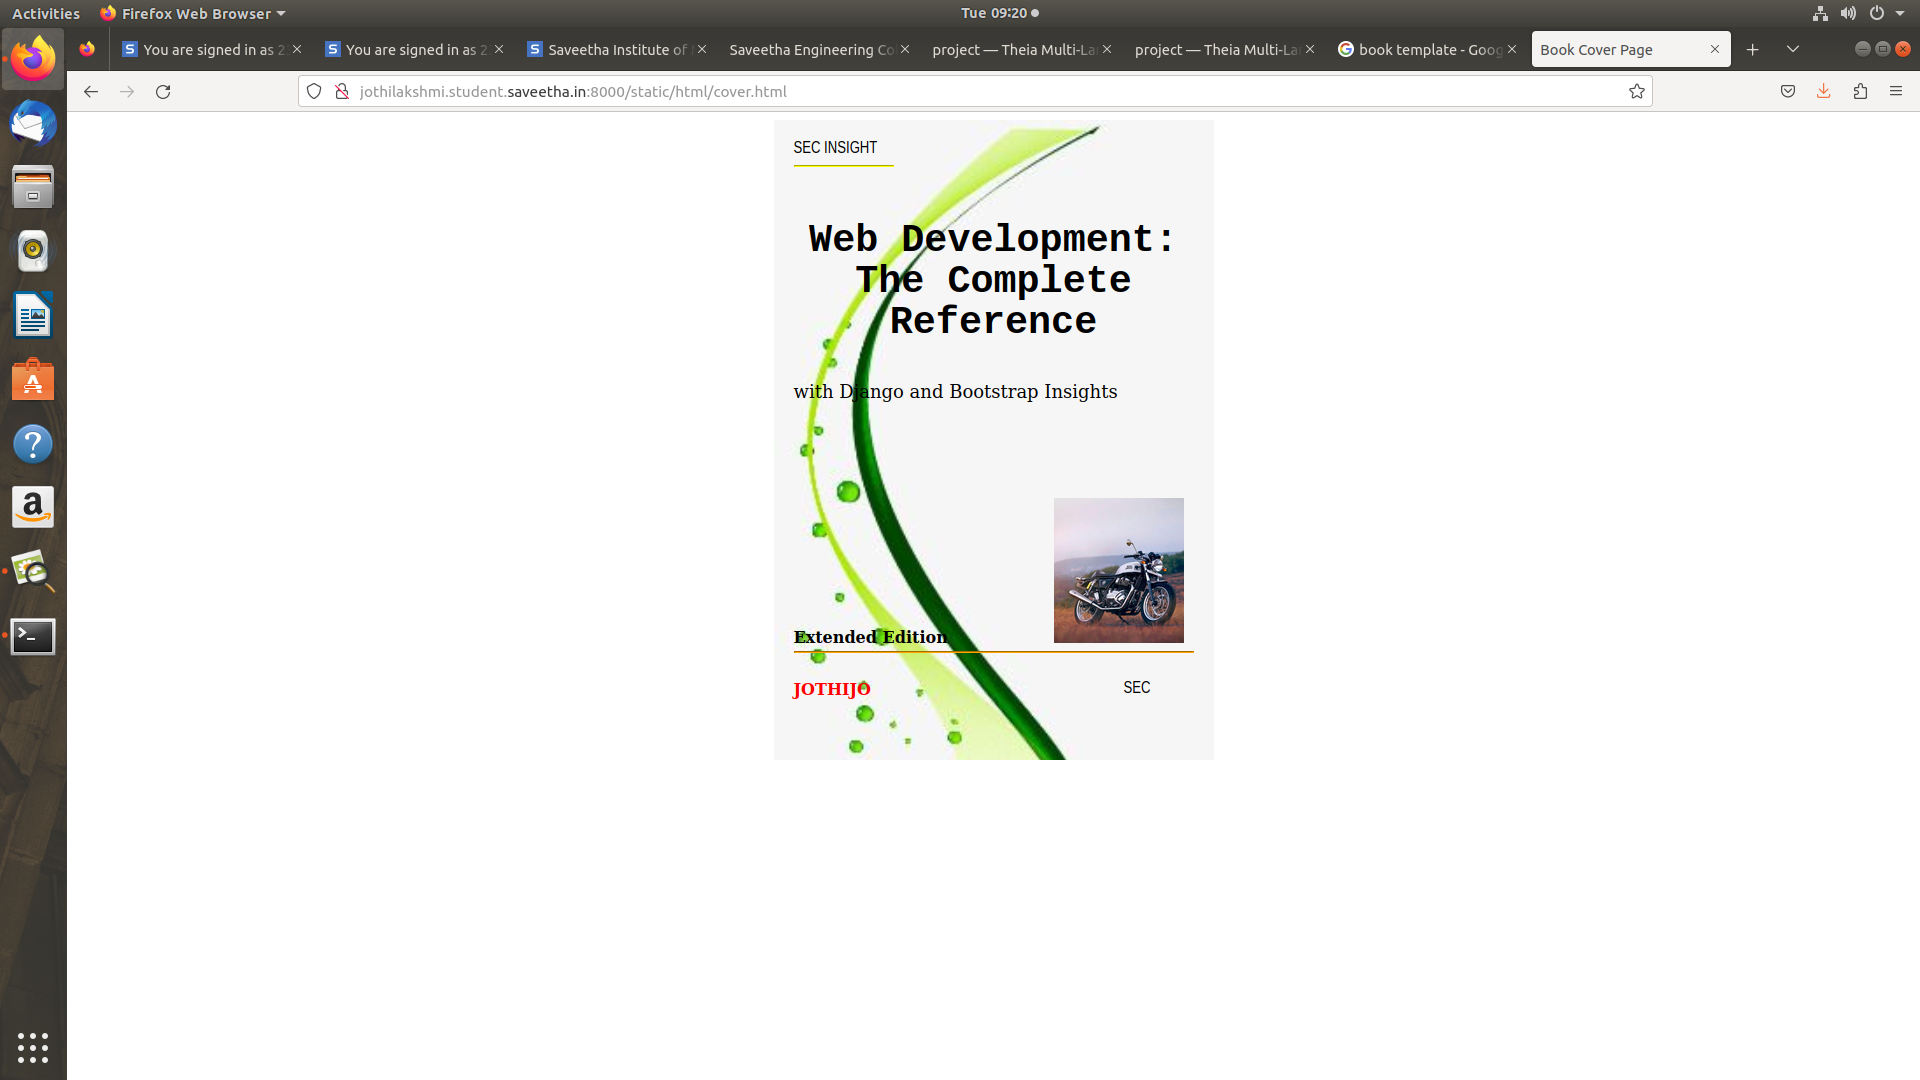 Activities
Firefox Web Browser
Tue 09:20
You are signed in as 2
You are signed in as 2
Saveetha Institute of
Saveetha Engineering Co
project — Theia Multi-La
project — Theia Multi-La
book template - Goog
Book Cover Page
jothilakshmi.student.saveetha.in:8000/static/html/cover.html
SEC INSIGHT
Web Development:
The Complete
Reference
with Django and Bootstrap Insights
Extended Edition
JOTHIJO
SEC